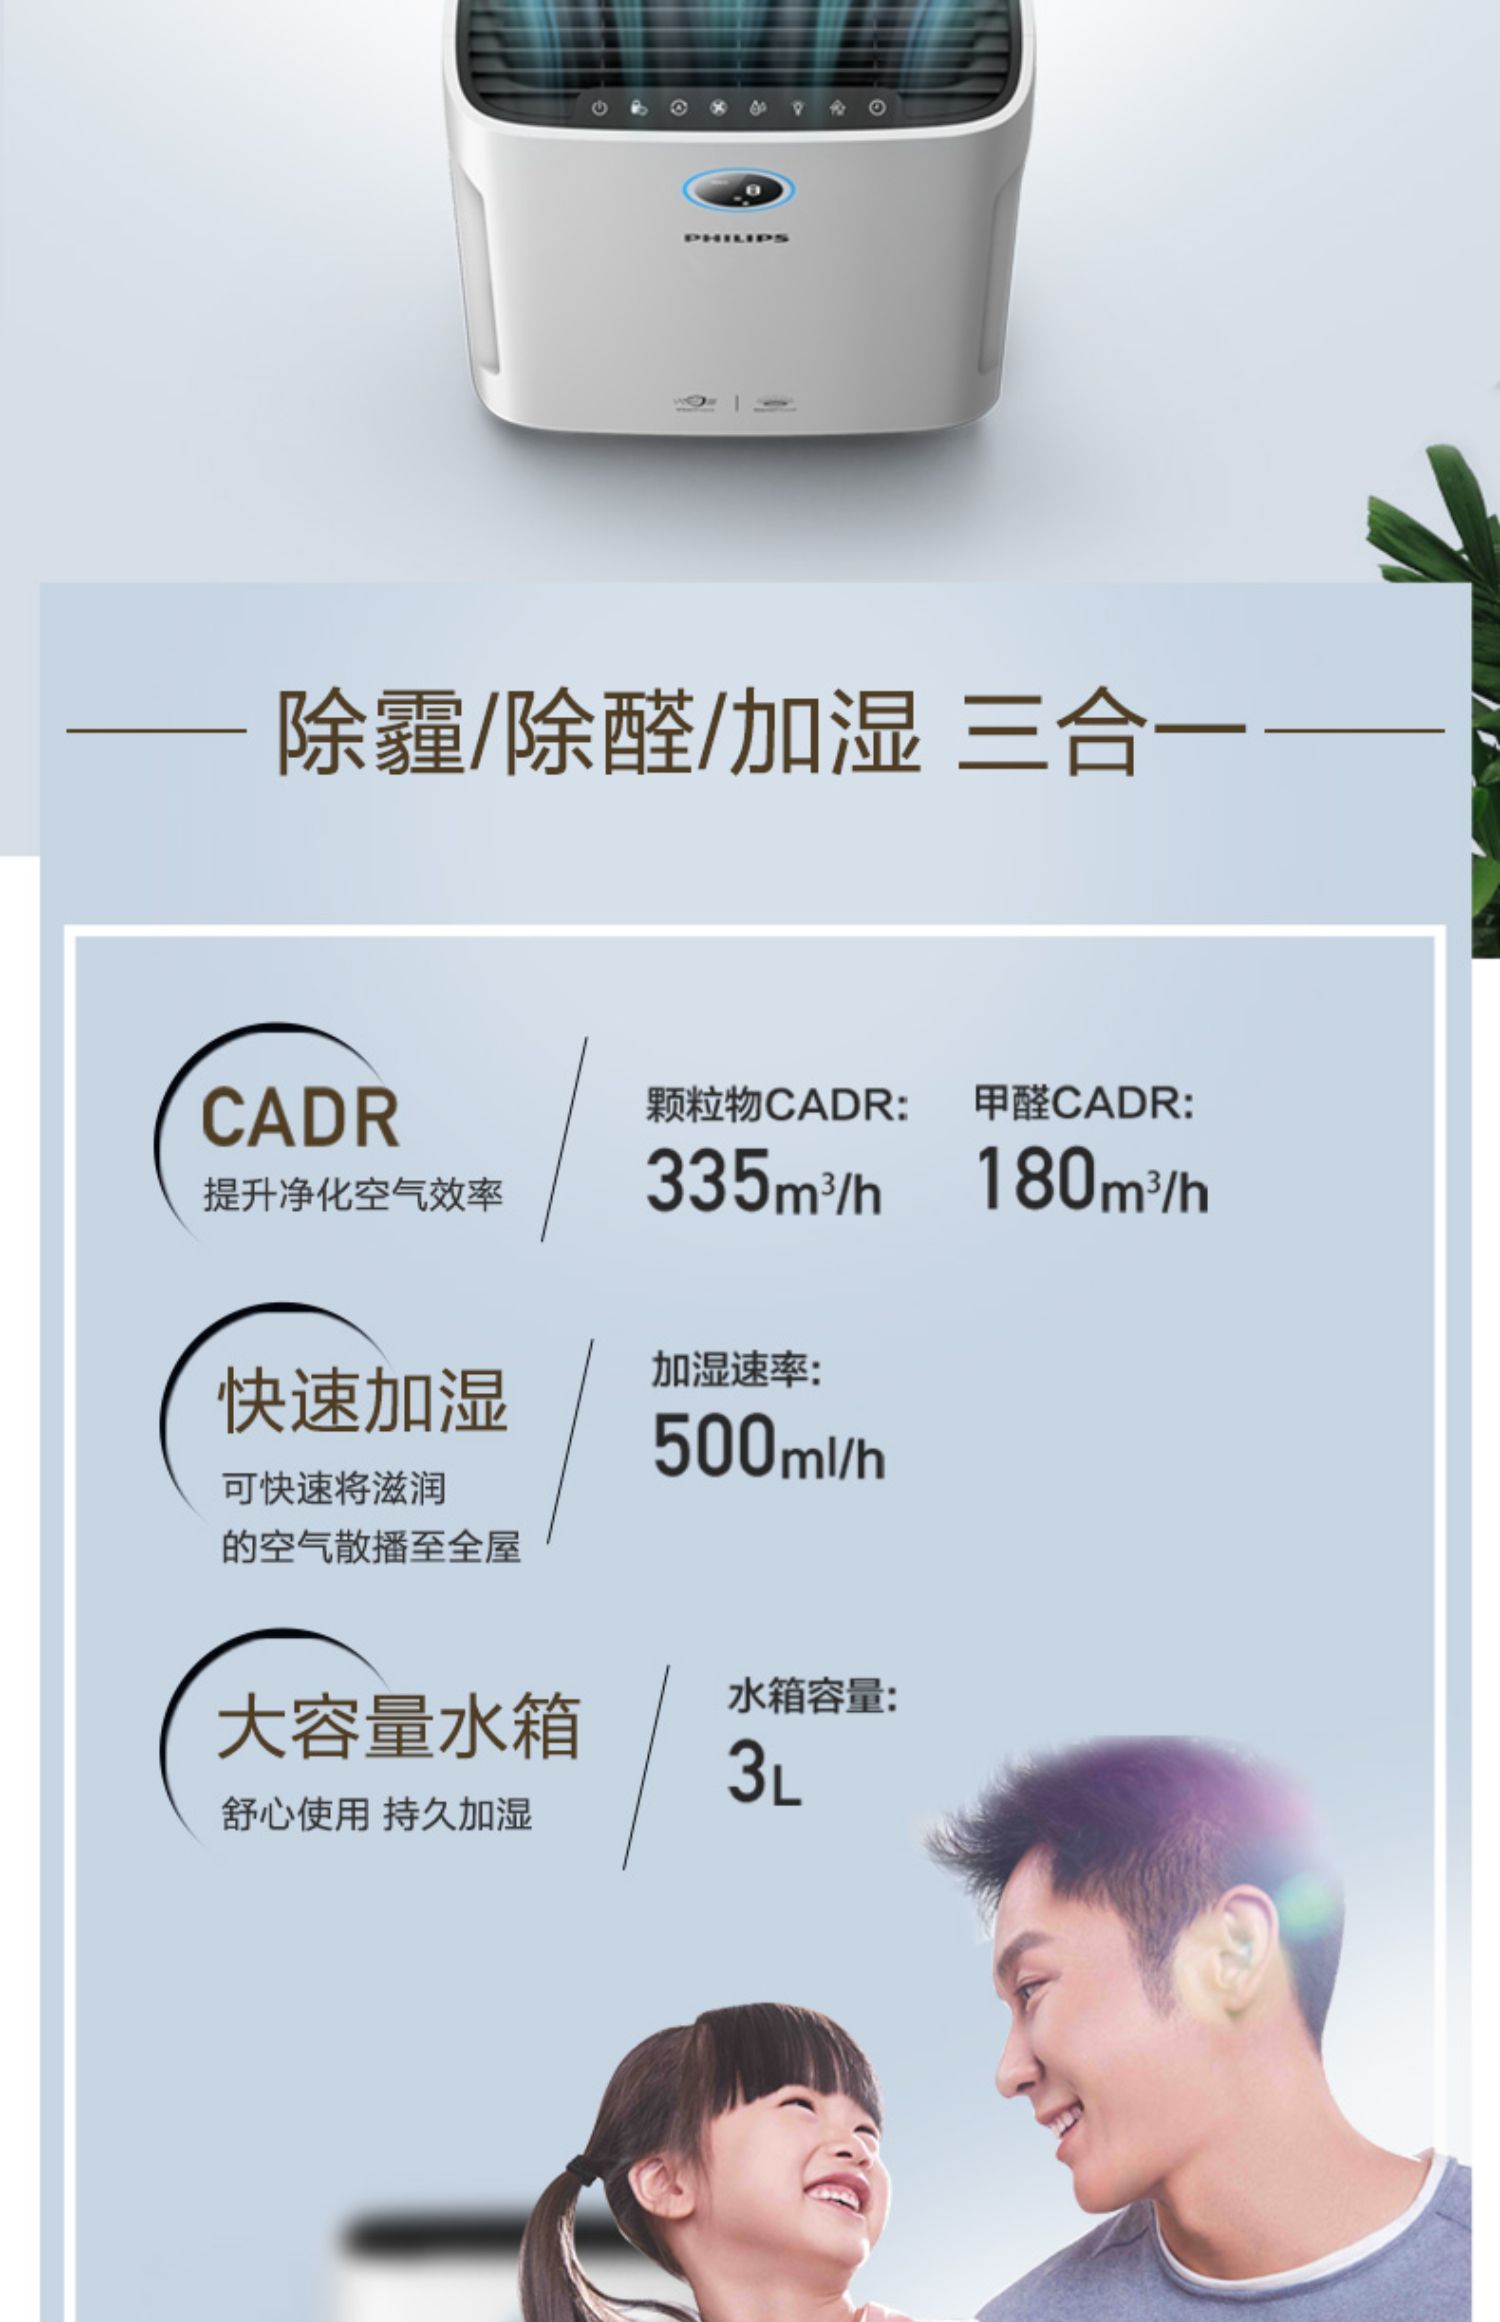 PHILIPS
除霾/除醛/加湿 三合一
CADR
提升净化空气效率
颗粒物CADR:
335m³/h
甲醛CADR:
180m³/h
快速加湿
可快速将滋润
的空气散播至全屋
加湿速率:
500ml/h
大容量水箱
舒心使用 持久加湿
水箱容量:
3L